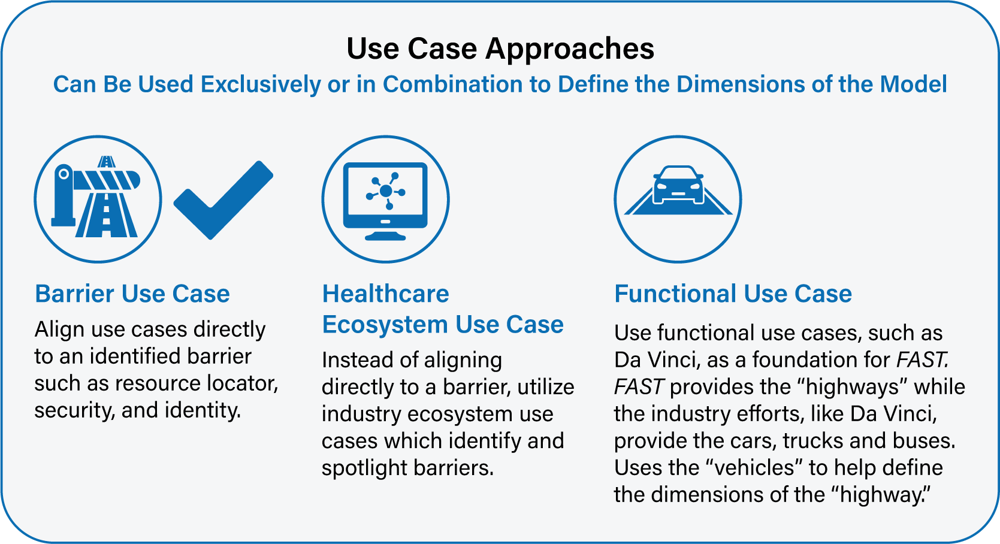 Use Case Approaches
Can Be Used Exclusively or in Combination to Define the Dimensions of the Model
Barrier Use Case
Align use cases directly
to an identified barrier
such as resource locator,
security, and identity.
Healthcare
Ecosystem Use Case
Instead of aligning
directly to a barrier, utilize
industry ecosystem use
cases which identify and
spotlight barriers.
Functional Use Case
Use functional use cases, such as
Da Vinci, as a foundation for FAST.
FAST provides the “highways” while
the industry efforts, like Da Vinci,
provide the cars, trucks and buses.
Uses the “vehicles” to help define
the dimensions of the “highway.”